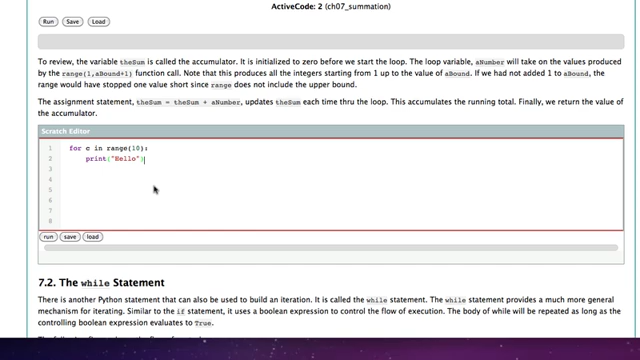 ActiveCode: 2 (ch07_summation)
Run Save Load
To review, the variable theSum is called the accumulator. It is initialized to zero before we start the loop. The loop variable, aNumber will take on the values produced
by the range(1,aBound+1) function call. Note that this produces all the integers starting from 1 up to the value of aBound. If we had not added 1 to aBound, the
range would have stopped one value short since range does not include the upper bound.
The assignment statement, theSum = theSum + aNumber, updates theSum each time thru the loop. This accumulates the running total. Finally, we return the value of
the accumulator.
Scratch Editor
1 for c in range(10):
2 print("Hello")
3
4
5
6
7
8
run save load
7.2. The while Statement
There is another Python statement that can also be used to build an iteration. It is called the while statement. The while statement provides a much more general
mechanism for iterating. Similar to the if statement, it uses a boolean expression to control the flow of execution. The body of while will be repeated as long as the
controlling boolean expression evaluates to True.